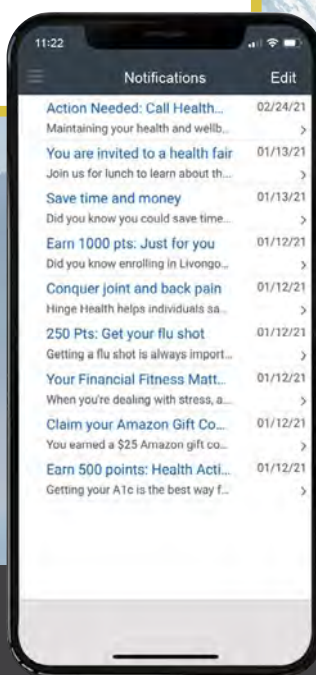 11:22
Notifications Edit
Action Needed: Call Health... 02/24/21
Maintaining your health and wellb...
You are invited to a health fair 01/13/21
Join us for lunch to learn about th...
Save time and money 01/13/21
Did you know you could save time...
Earn 1000 pts: Just for you 01/12/21
Did you know enrolling in Livongo...
Conquer joint and back pain 01/12/21
Hinge Health helps individuals sa...
250 Pts: Get your flu shot 01/12/21
Getting a flu shot is always import...
Your Financial Fitness Matt... 01/12/21
When you're dealing with stress, a...
Claim your Amazon Gift Co... 01/12/21
You earned a $25 Amazon gift co...
Earn 500 points: Health Acti... 01/12/21
Getting your A1c is the best way f...